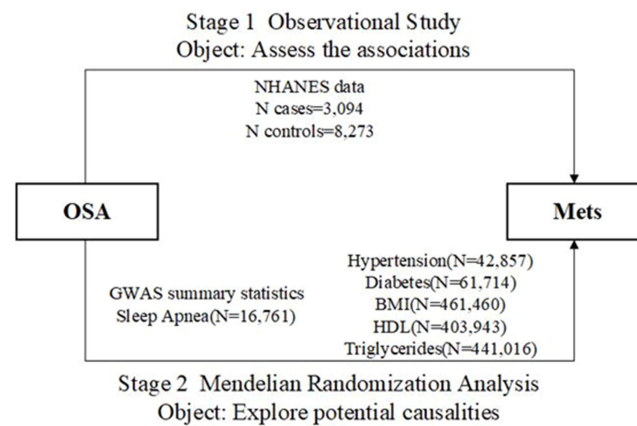 Stage 1 Observational Study
Object: Assess the associations
NHANES data
N cases=3,094
N controls=8,273
OSA
Mets
GWAS summary statistics
Sleep Apnea(N=16,761)
Hypertension(N=42,857)
Diabetes(N=61,714)
BMI(N=461,460)
HDL(N=403,943)
Triglycerides(N=441,016)
Stage 2 Mendelian Randomization Analysis
Object: Explore potential causalities